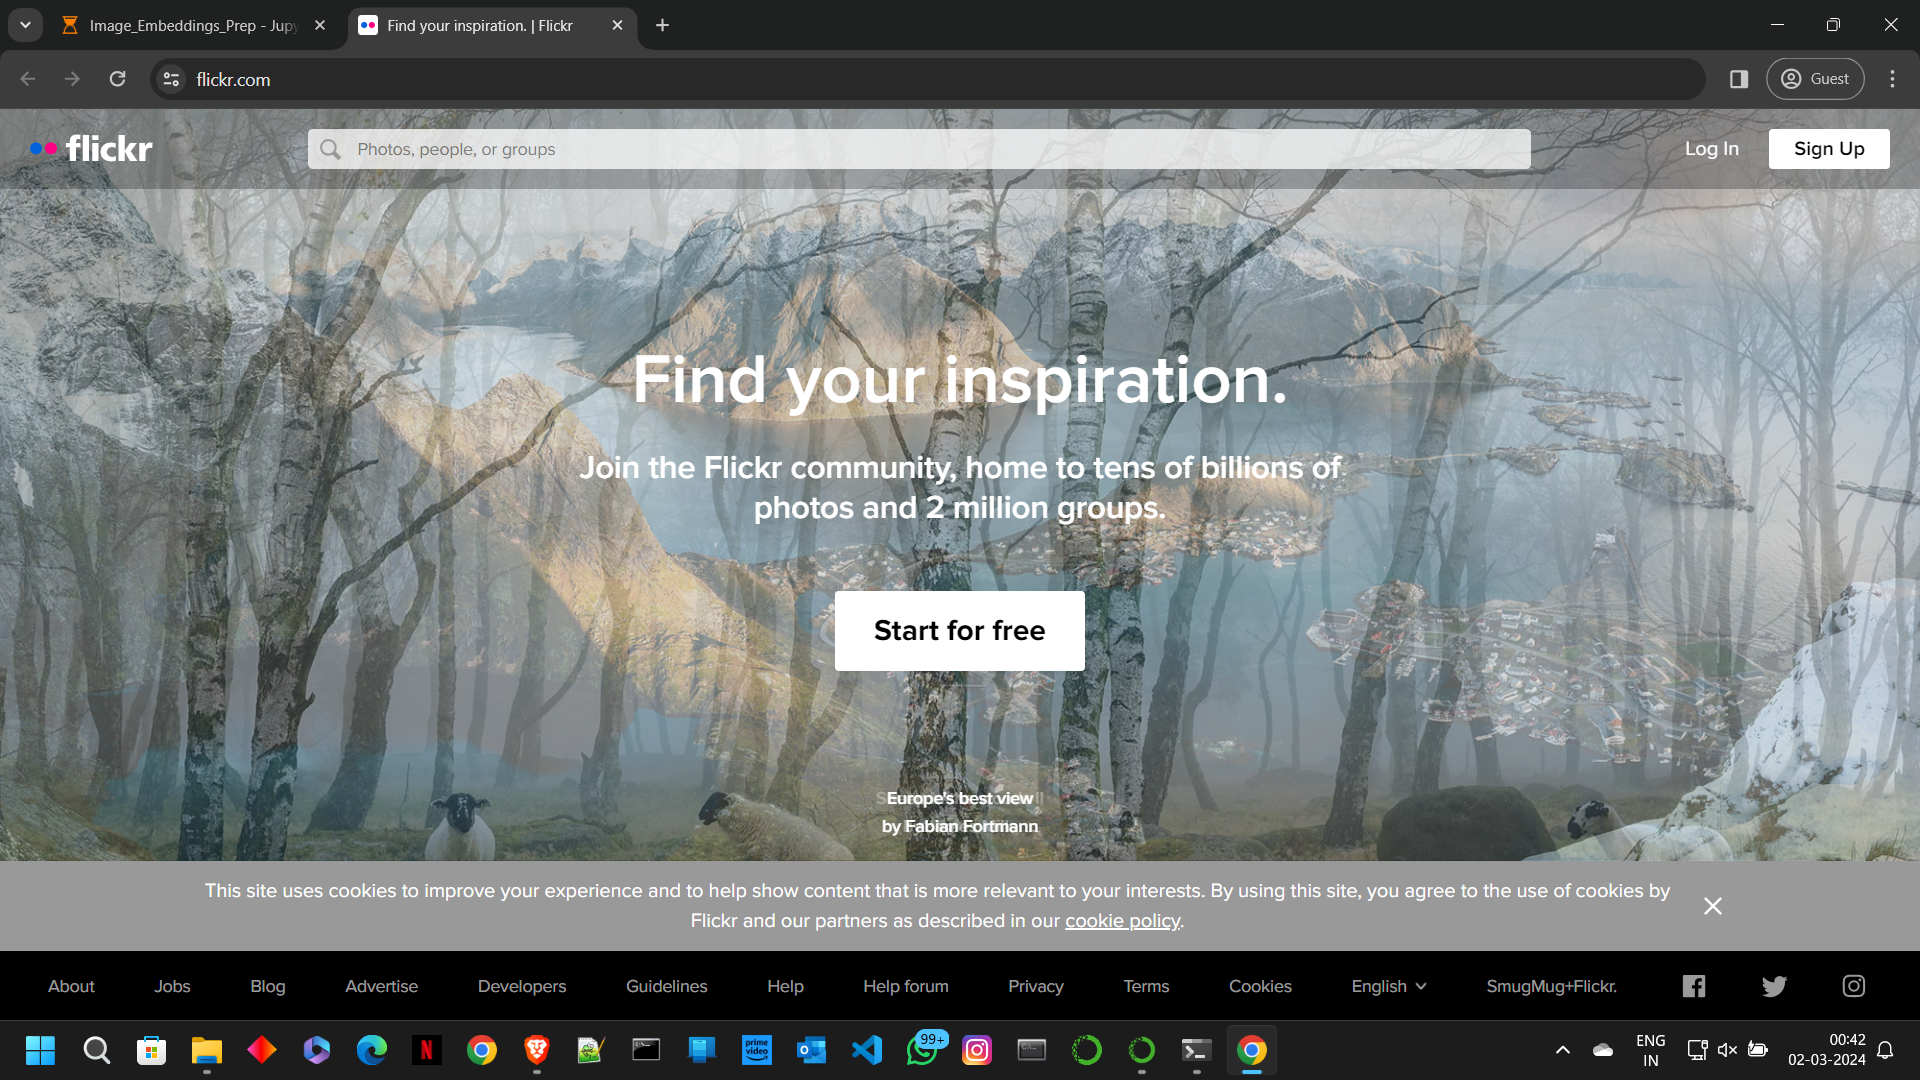 Image_Embeddings_Prep - Jupy
Find your inspiration. | Flickr
flickr.com
Guest
flickr
Photos, people, or groups
Log In
Sign Up
Find your inspiration.
Join the Flickr community, home to tens of billions of
photos and 2 million groups.
Start for free
Europe's best view
by Fabian Fortmann
This site uses cookies to improve your experience and to help show content that is more relevant to your interests. By using this site, you agree to the use of cookies by
Flickr and our partners as described in our cookie policy.
About
Jobs
Blog
Advertise
Developers
Guidelines
Help
Help forum
Privacy
Terms
Cookies
English
SmugMug+Flickr.
N
prime
video
99+
ENG
IN
00:42
02-03-2024